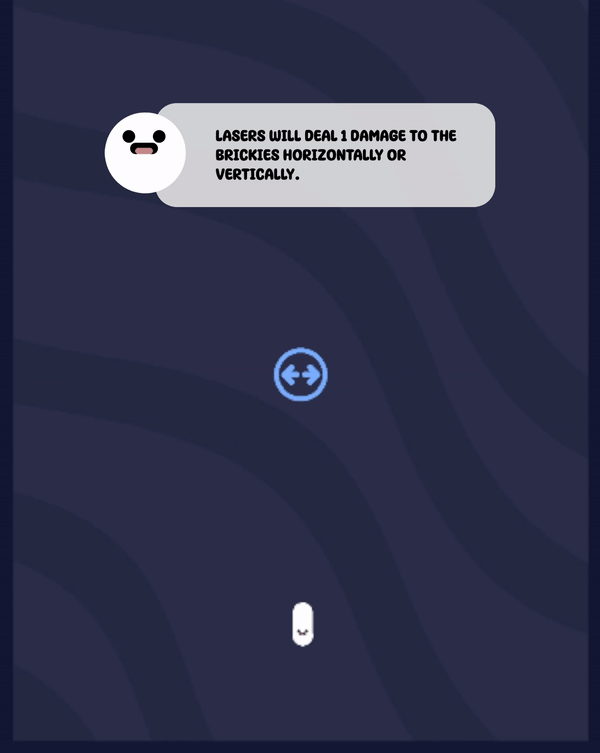 LASERS WILL DEAL 1 DAMAGE TO THE
BRICKIES HORIZONTALLY OR
VERTICALLY.